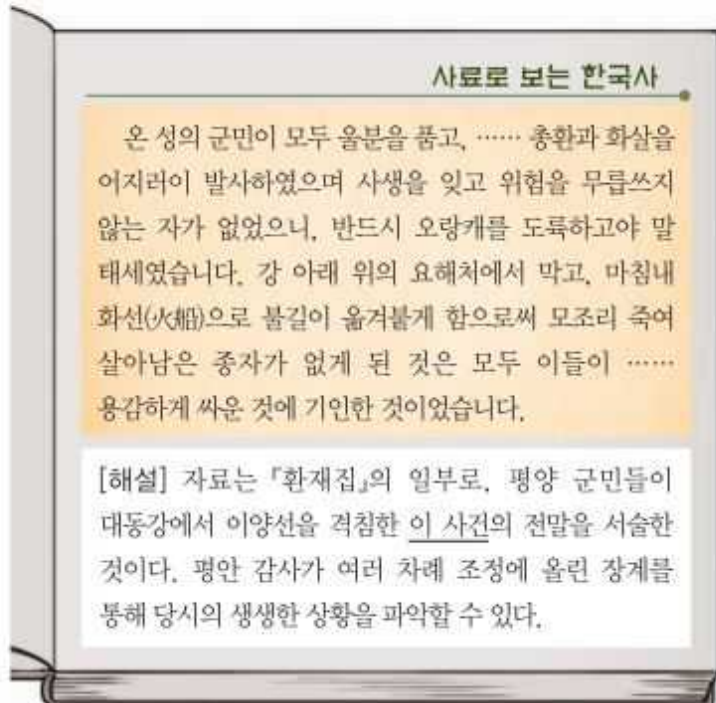 사료로 보는 한국사
온 성의 군민이 모두 울분을 품고, …… 총환과 화살을
어지러이 발사하였으며 사생을 잊고 위험을 무릅쓰지
않는 자가 없었으니, 반드시 오랑캐를 도륙하고야 말
태세였습니다. 강 아래 위의 요해처에서 막고, 마침내
화선(火船)으로 불길이 옮겨붙게 함으로써 모조리 죽여
살아남은 종자가 없게 된 것은 모두 이들이 ……
용감하게 싸운 것에 기인한 것이었습니다.
[해설] 자료는 『환재집』의 일부로, 평양 군민들이
대동강에서 이양선을 격침한 이 사건의 전말을 서술한
것이다. 평안 감사가 여러 차례 조정에 올린 장계를
통해 당시의 생생한 상황을 파악할 수 있다.